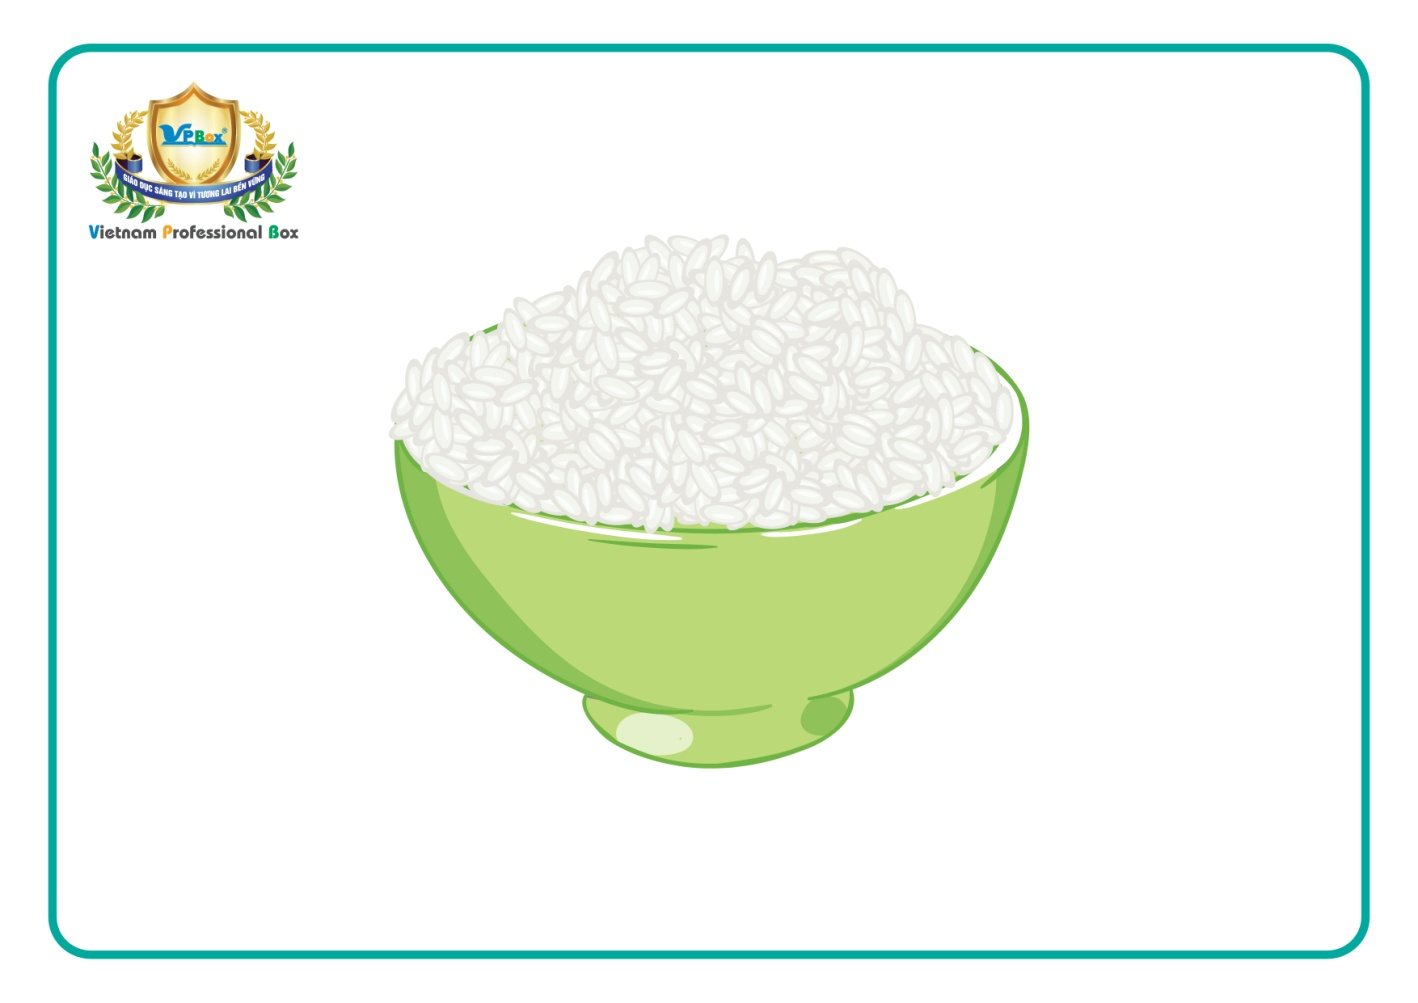 VPBox®
GIÁO DỤC SÁNG TẠO VÌ TƯƠNG LAI BỀN VỮNG
Vietnam Professional Box